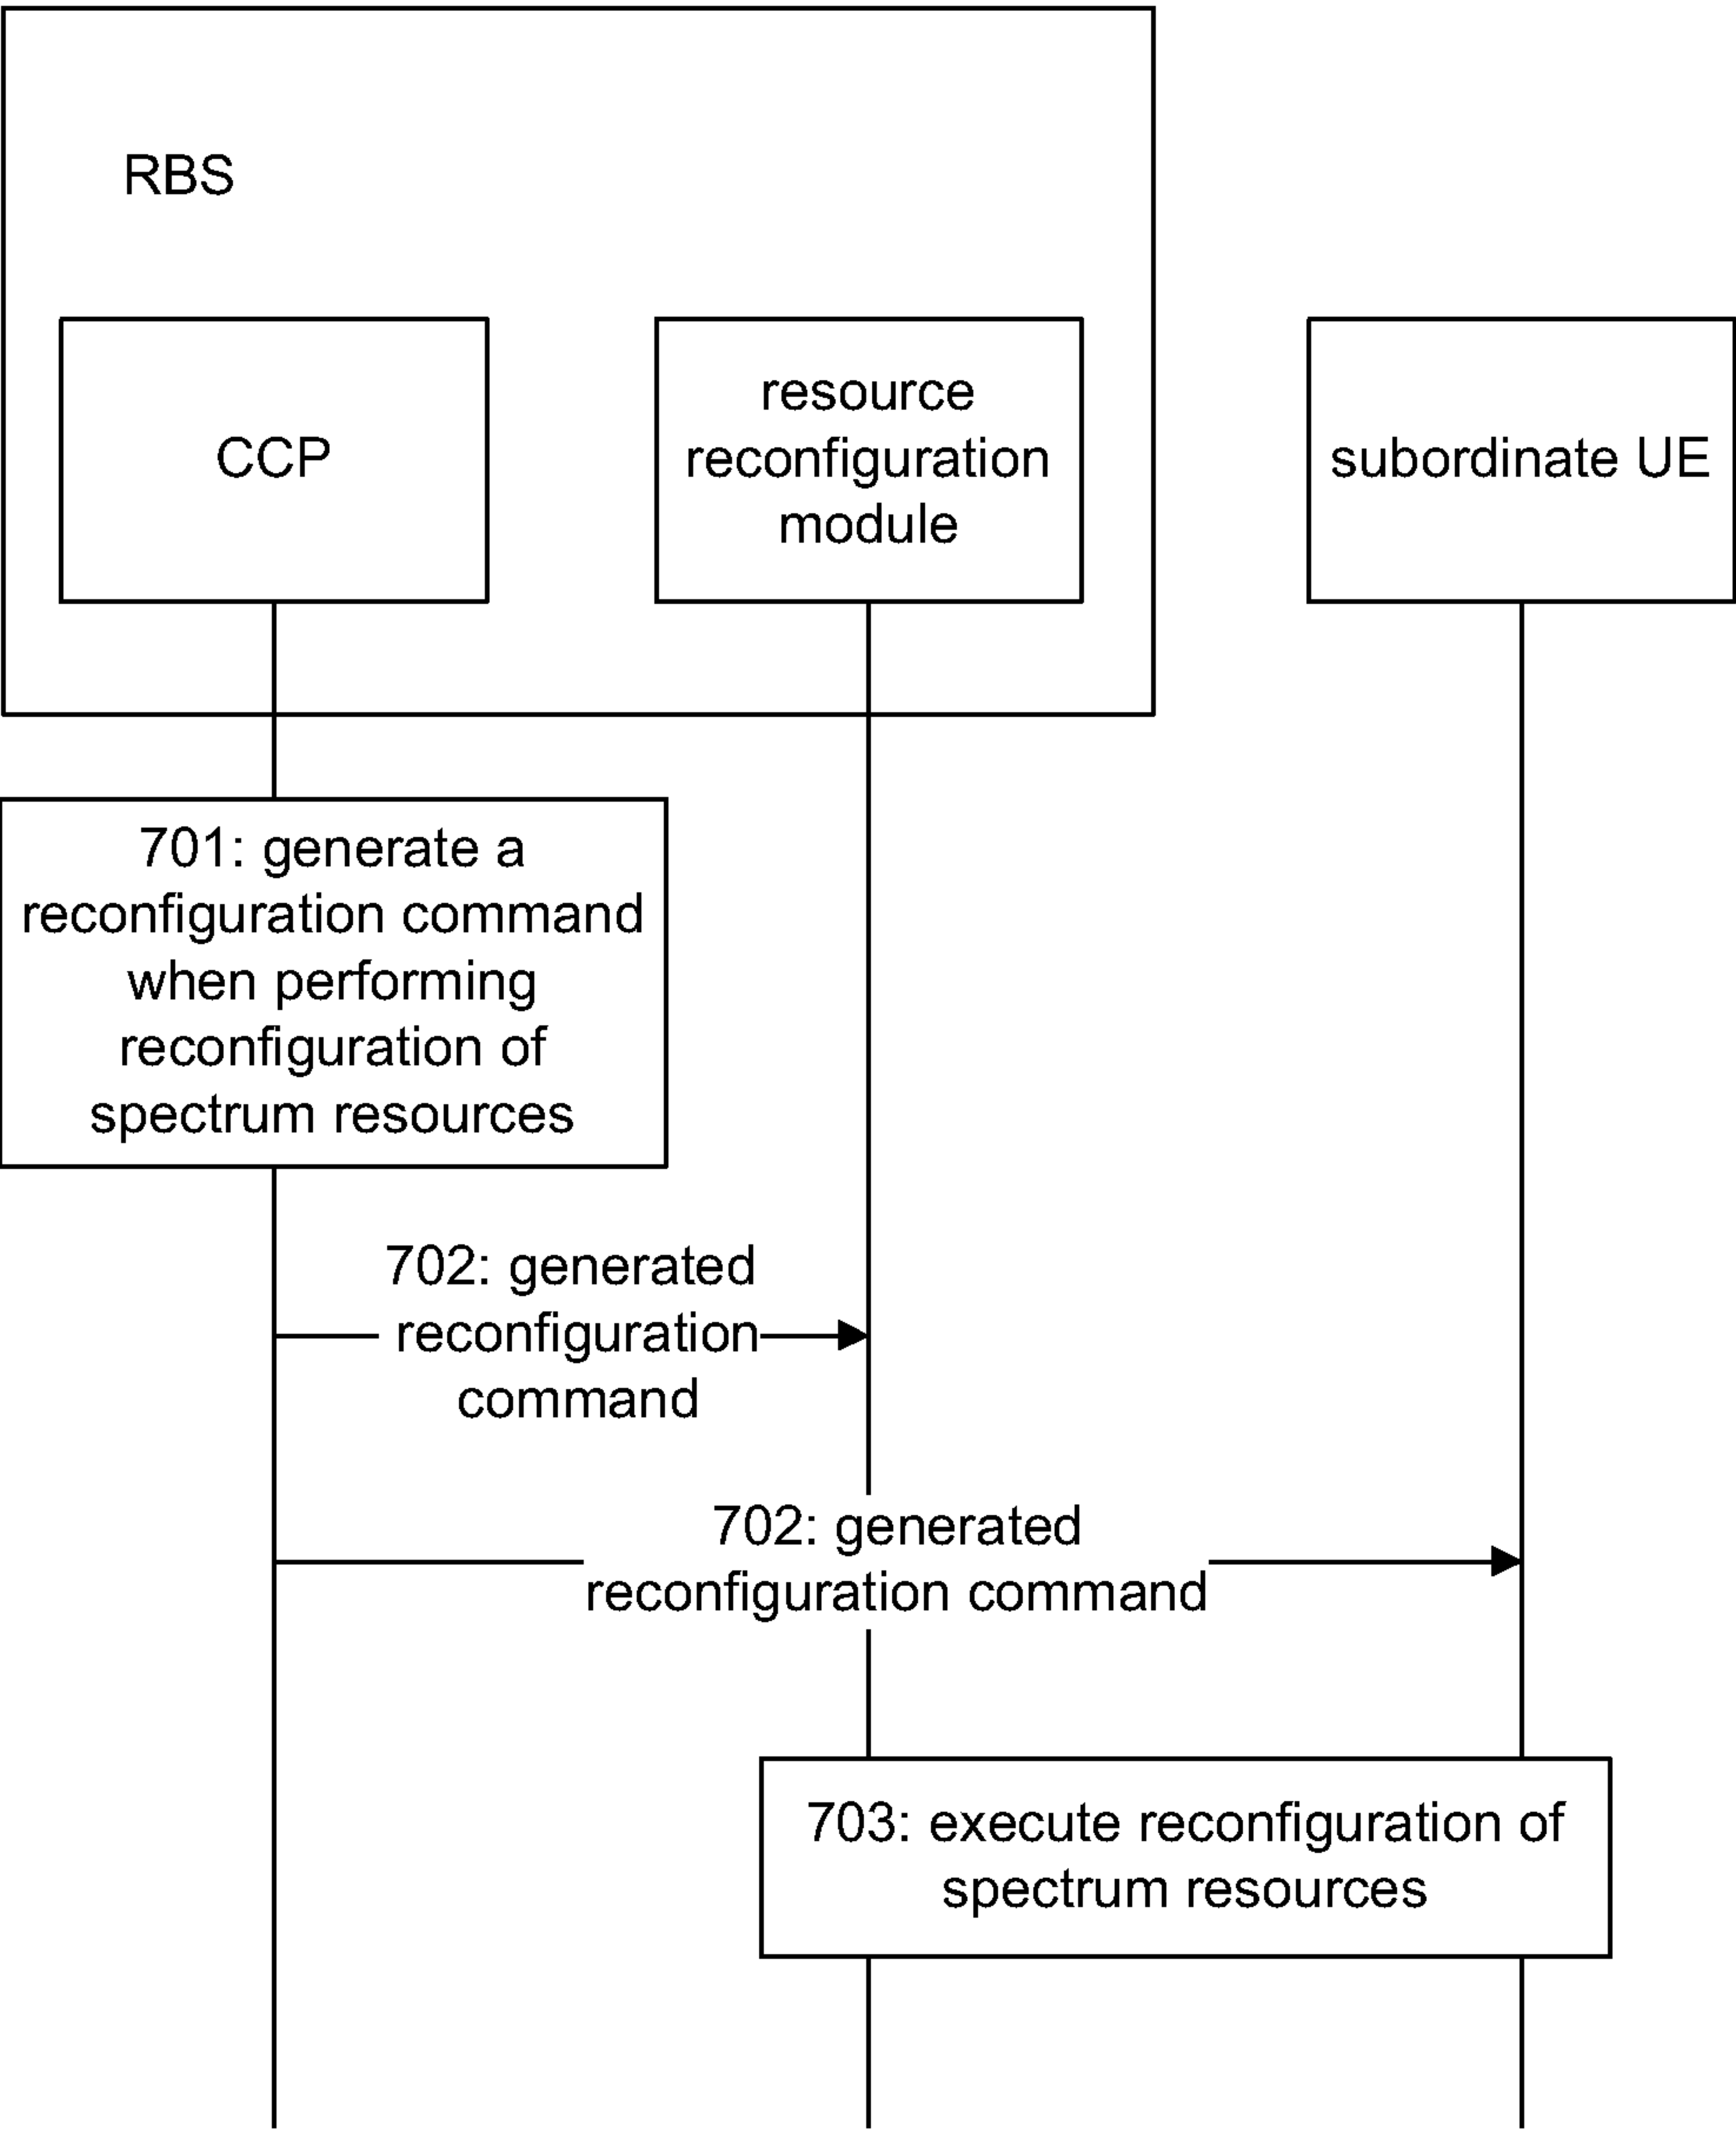 RBS
CCP
resource
reconfiguration
module
subordinate UE
701: generate a
reconfiguration command
when performing
reconfiguration of
spectrum resources
702: generated
reconfiguration
command
702: generated
reconfiguration command
703: execute reconfiguration of
spectrum resources